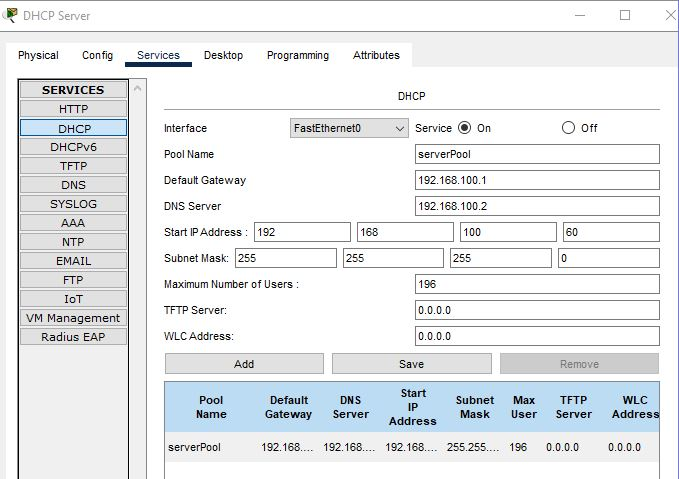 DHCP Server
Physical Config Services Desktop Programming Attributes
SERVICES
HTTP
DHCP
DHCPv6
TFTP
DNS
SYSLOG
AAA
NTP
EMAIL
FTP
IoT
VM Management
Radius EAP
DHCP
Interface FastEthernet0 Service On Off
Pool Name serverPool
Default Gateway 192.168.100.1
DNS Server 192.168.100.2
Start IP Address : 192 168 100 60
Subnet Mask: 255 255 255 0
Maximum Number of Users : 196
TFTP Server: 0.0.0.0
WLC Address: 0.0.0.0
Add Save Remove
Pool Name Default Gateway DNS Server Start IP Address Subnet Mask Max User TFTP Server WLC Address
serverPool 192.168.... 192.168.... 192.168.... 255.255.... 196 0.0.0.0 0.0.0.0